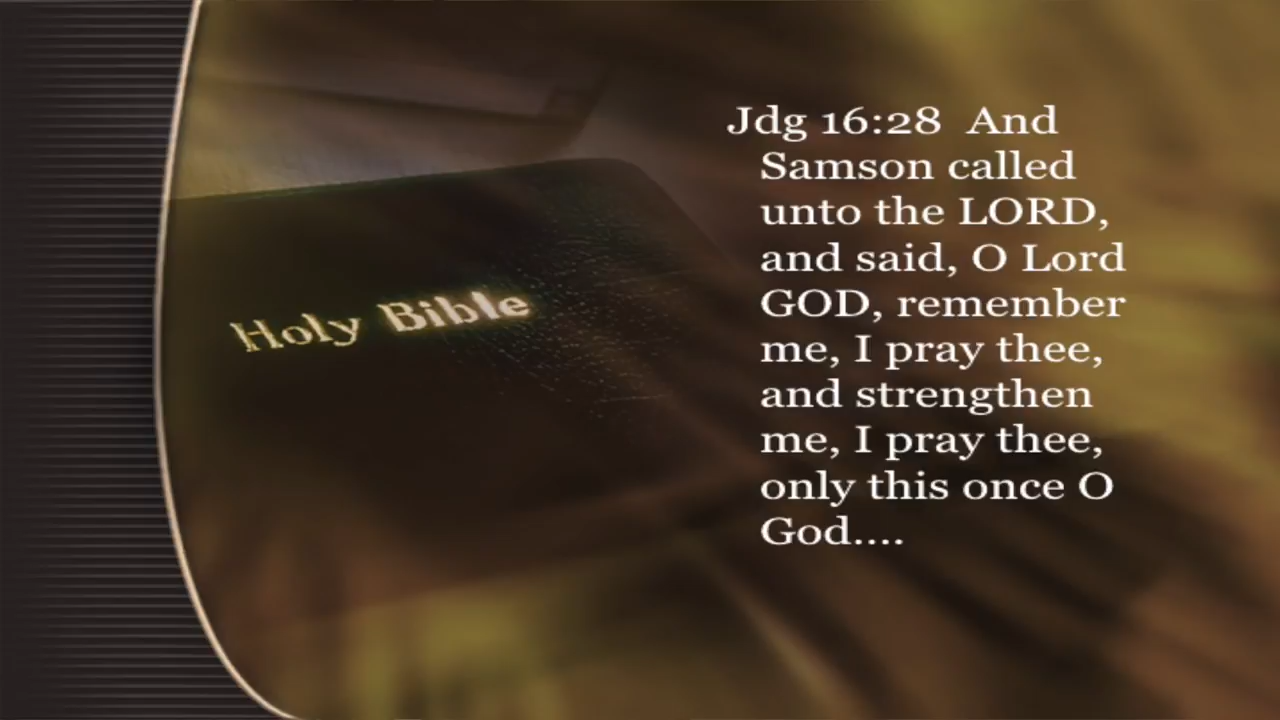 Holy Bible
Jdg 16:28  And
Samson called
unto the LORD,
and said, O Lord
GOD, remember
me, I pray thee,
and strengthen
me, I pray thee,
only this once O
God....